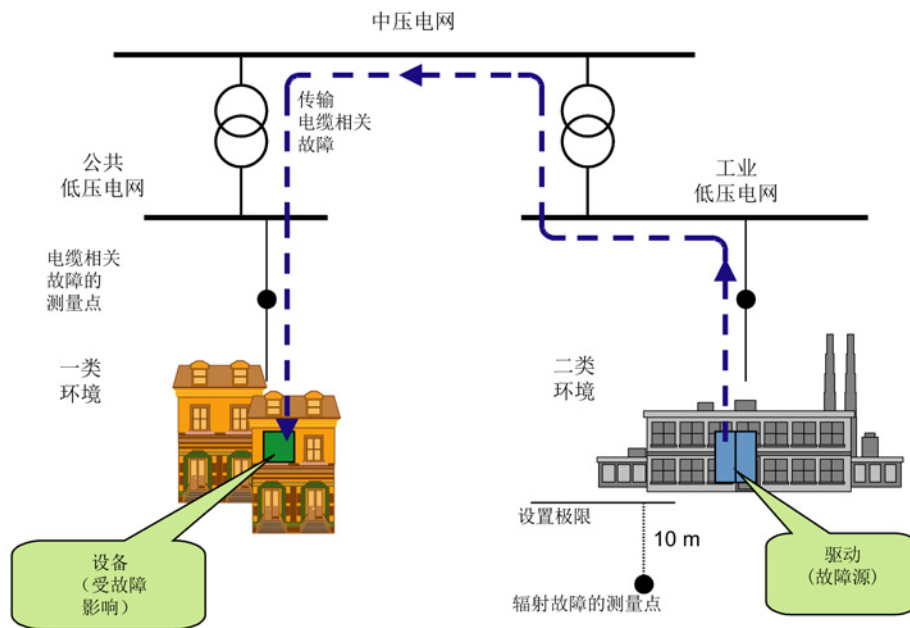 中压电网
传输
电缆相关
故障
公共
低压电网
工业
低压电网
电缆相关
故障的
测量点
一类
环境
二类
环境
设置极限
10 m
设备
（受故障
影响）
驱动
(故障源)
辐射故障的测量点